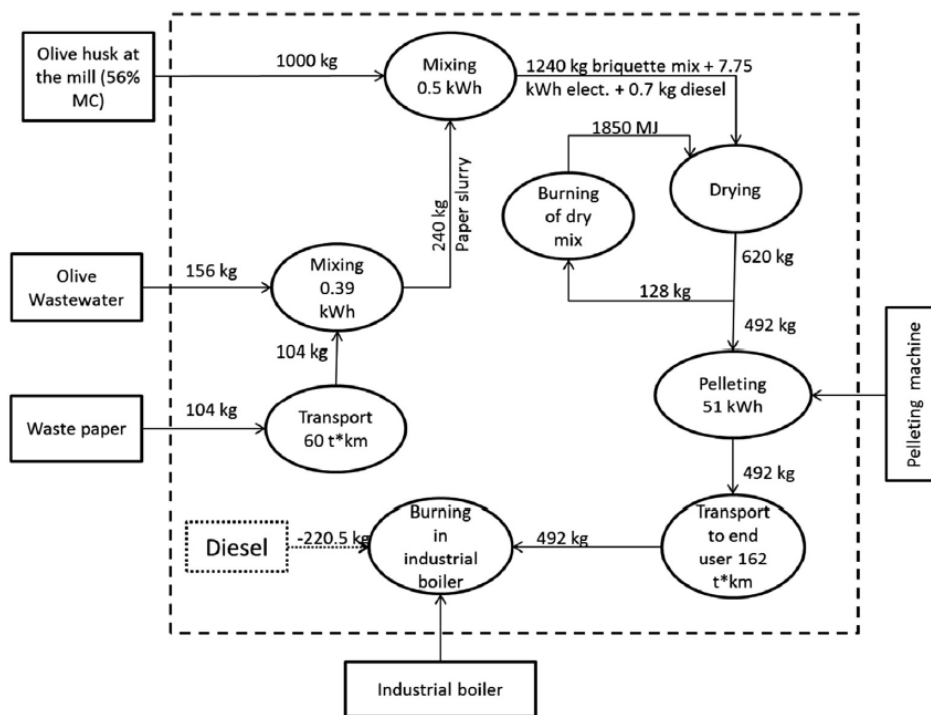 Olive husk at
the mill (56%
MC)
1000 kg
Mixing
0.5 kWh
1240 kg briquette mix + 7.75
kWh elect. + 0.7 kg diesel
1850 MJ
Burning
of dry
mix
Drying
240 kg
Paper slurry
620 kg
128 kg
492 kg
Olive
Wastewater
156 kg
Mixing
0.39
kWh
104 kg
Waste paper
104 kg
Transport
60 t*km
Pelleting
51 kWh
Pelleting machine
492 kg
Diesel
-220.5 kg
Burning
in
industrial
boiler
492 kg
Transport
to end
user 162
t*km
Industrial boiler